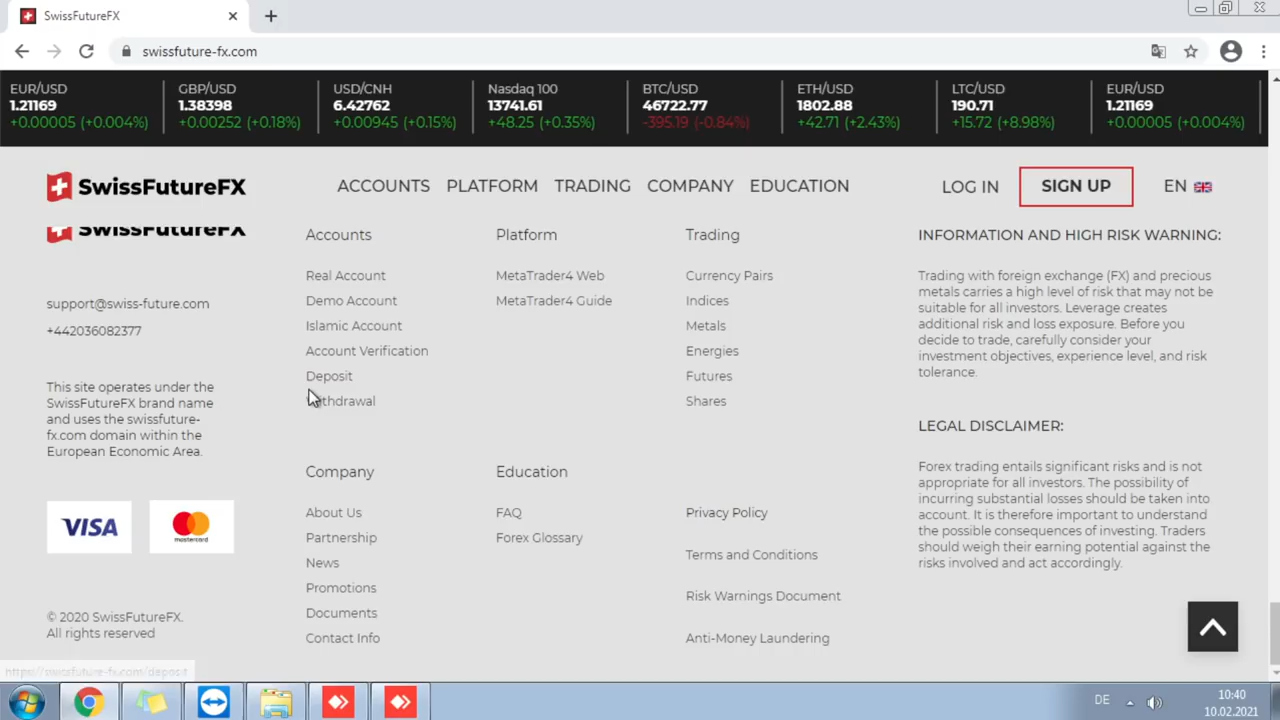 SwissFutureFX
swissfuture-fx.com
EUR/USD
1.21169
+0.00005 (+0.004%)
GBP/USD
1.38398
+0.00252 (+0.18%)
USD/CNH
6.42762
+0.00945 (+0.15%)
Nasdaq 100
13741.61
+48.25 (+0.35%)
BTC/USD
46722.77
-395.19 (-0.84%)
ETH/USD
1802.88
+42.71 (+2.43%)
LTC/USD
190.71
+15.72 (+8.98%)
EUR/USD
1.21169
+0.00005 (+0.004%)
SwissFutureFX
ACCOUNTS PLATFORM TRADING COMPANY EDUCATION
LOG IN
SIGN UP
EN
SwissFutureFX
support@swiss-future.com
+442036082377
This site operates under the
SwissFutureFX brand name
and uses the swissfuture-
fx.com domain within the
European Economic Area.
VISA
mastercard
© 2020 SwissFutureFX.
All rights reserved
Accounts
Real Account
Demo Account
Islamic Account
Account Verification
Deposit
Withdrawal
Platform
MetaTrader4 Web
MetaTrader4 Guide
Trading
Currency Pairs
Indices
Metals
Energies
Futures
Shares
Company
About Us
Partnership
News
Promotions
Documents
Contact Info
Education
FAQ
Forex Glossary
Privacy Policy
Terms and Conditions
Risk Warnings Document
Anti-Money Laundering
INFORMATION AND HIGH RISK WARNING:
Trading with foreign exchange (FX) and precious
metals carries a high level of risk that may not be
suitable for all investors. Leverage creates
additional risk and loss exposure. Before you
decide to trade, carefully consider your
investment objectives, experience level, and risk
tolerance.
LEGAL DISCLAIMER:
Forex trading entails significant risks and is not
appropriate for all investors. The possibility of
incurring substantial losses should be taken into
account. It is therefore important to understand
the possible consequences of investing. Traders
should weigh their earning potential against the
risks involved and act accordingly.
https://swissfuture-fx.com/deposit
DE
10:40
10.02.2021